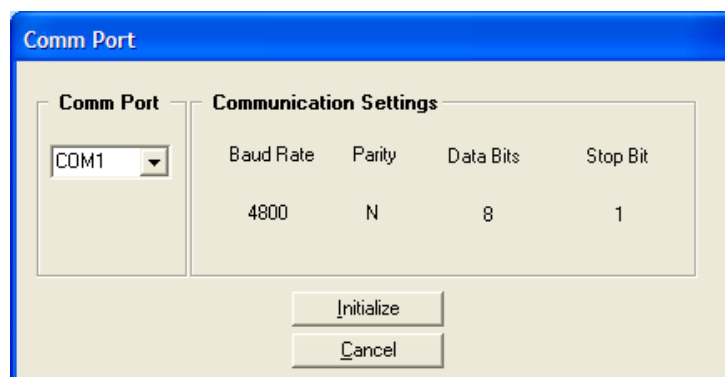 Comm Port
Comm Port Communication Settings
COM1 Baud Rate Parity Data Bits Stop Bit
4800 N 8 1
Initialize
Cancel